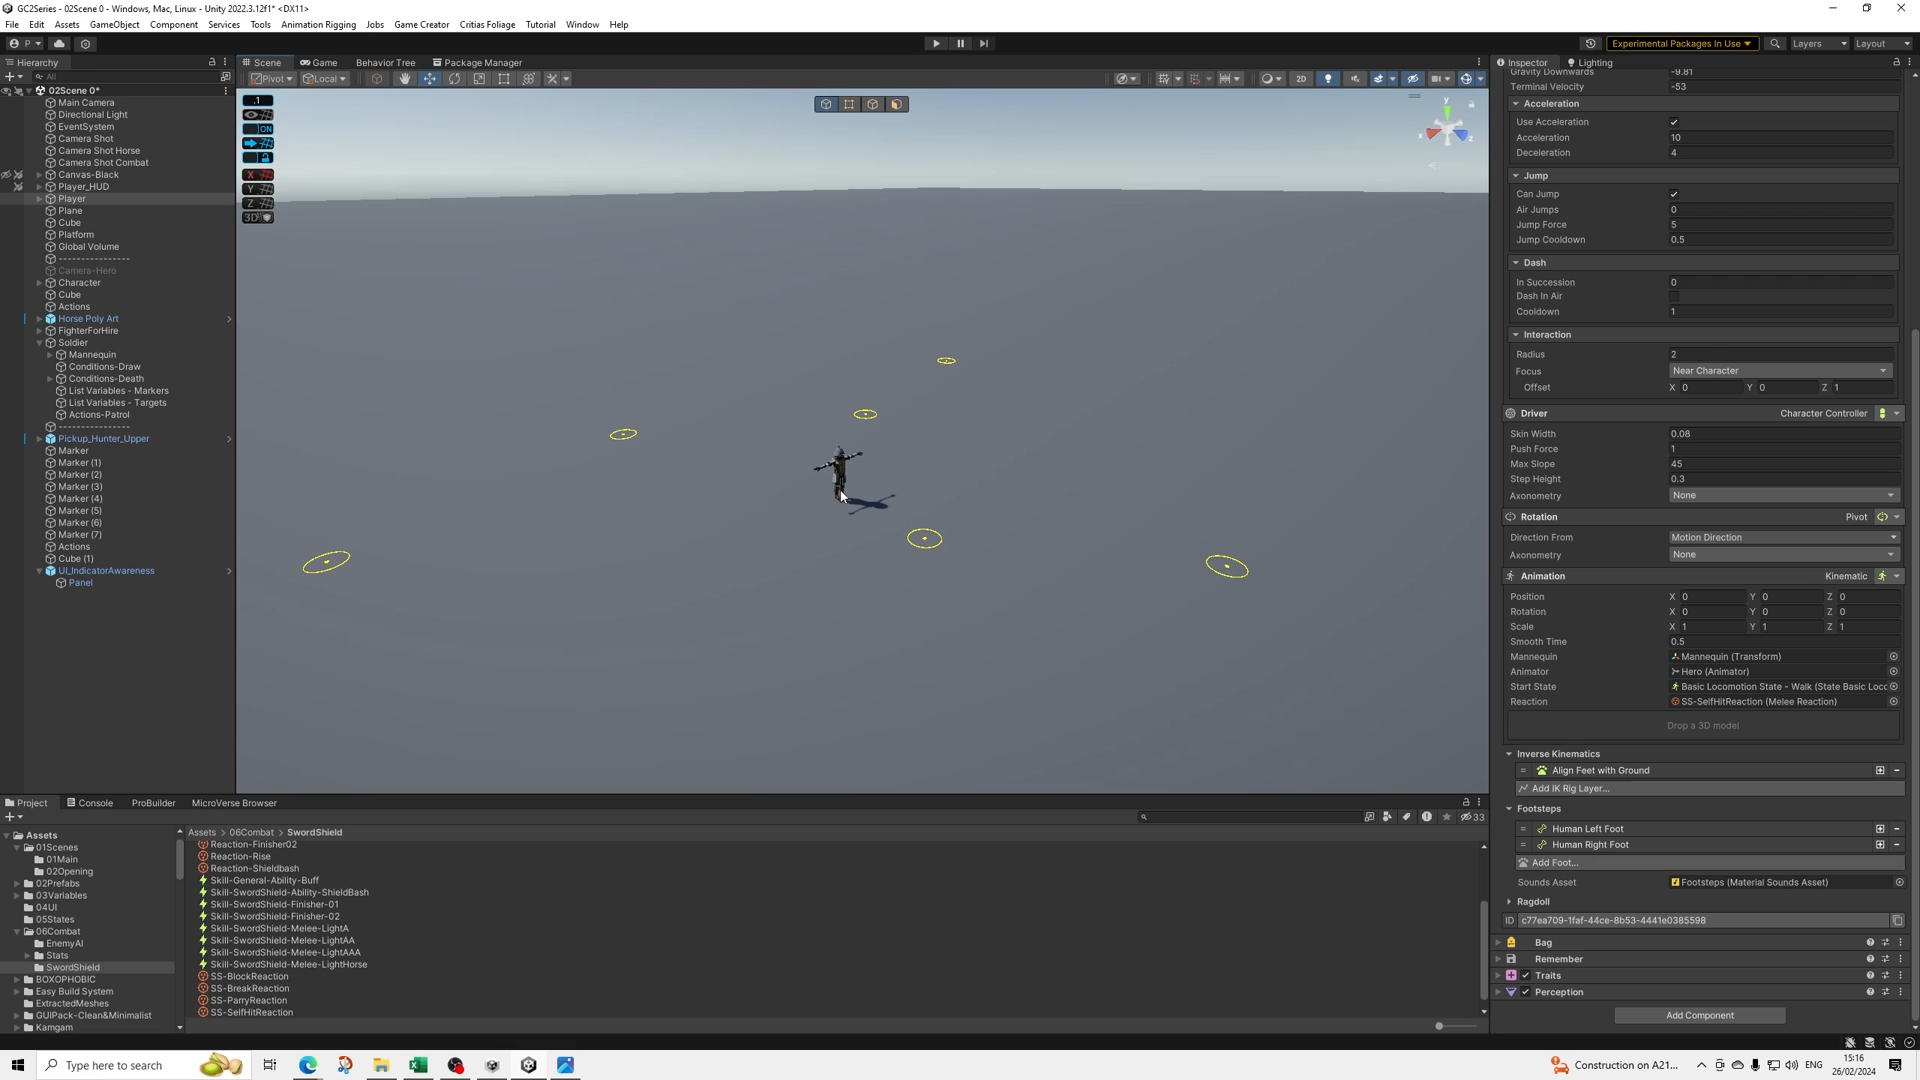 GC2Series - 02Scene 0 - Windows, Mac, Linux - Unity 2022.3.12f1* <DX11>
File Edit Assets GameObject Component Services Tools Animation Rigging Jobs Game Creator Critias Foliage Tutorial Window Help
P Experimental Packages In Use Layers Layout
Hierarchy
All
02Scene 0*
Main Camera
Directional Light
EventSystem
Camera Shot
Camera Shot Horse
Camera Shot Combat
Canvas-Black
Player_HUD
Player
Plane
Cube
Platform
Global Volume
----------------
Camera-Hero
Character
Cube
Actions
Horse Poly Art
FighterForHire
Soldier
Mannequin
Conditions-Draw
Conditions-Death
List Variables - Markers
List Variables - Targets
Actions-Patrol
----------------
Pickup_Hunter_Upper
Marker
Marker (1)
Marker (2)
Marker (3)
Marker (4)
Marker (5)
Marker (6)
Marker (7)
Actions
Cube (1)
UI_IndicatorAwareness
Panel
Scene Game Behavior Tree Package Manager
Pivot Local 2D
.1
ON
X
Y
Z
3D
y
x
z
Inspector Lighting
Gravity Downwards -9.81
Terminal Velocity -53
Acceleration
Use Acceleration
Acceleration 10
Deceleration 4
Jump
Can Jump
Air Jumps 0
Jump Force 5
Jump Cooldown 0.5
Dash
In Succession 0
Dash In Air
Cooldown 1
Interaction
Radius 2
Focus Near Character
Offset X 0 Y 0 Z 1
Driver Character Controller
Skin Width 0.08
Push Force 1
Max Slope 45
Step Height 0.3
Axonometry None
Rotation Pivot
Direction From Motion Direction
Axonometry None
Animation Kinematic
Position X 0 Y 0 Z 0
Rotation X 0 Y 0 Z 0
Scale X 1 Y 1 Z 1
Smooth Time 0.5
Mannequin Mannequin (Transform)
Animator Hero (Animator)
Start State Basic Locomotion State - Walk (State Basic Loco
Reaction SS-SelfHitReaction (Melee Reaction)
Drop a 3D model
Inverse Kinematics
Align Feet with Ground
Add IK Rig Layer...
Footsteps
Human Left Foot
Human Right Foot
Add Foot...
Sounds Asset Footsteps (Material Sounds Asset)
Ragdoll
ID c77ea709-1faf-44ce-8b53-4441e0385598
Bag
Remember
Traits
Perception
Add Component
Project Console ProBuilder MicroVerse Browser
33
Assets
01Scenes
01Main
02Opening
02Prefabs
03Variables
04UI
05States
06Combat
EnemyAI
Stats
SwordShield
BOXOPHOBIC
Easy Build System
ExtractedMeshes
GUIPack-Clean&Minimalist
Kamgam
Assets > 06Combat > SwordShield
Reaction-Finisher02
Reaction-Rise
Reaction-Shieldbash
Skill-General-Ability-Buff
Skill-SwordShield-Ability-ShieldBash
Skill-SwordShield-Finisher-01
Skill-SwordShield-Finisher-02
Skill-SwordShield-Melee-LightA
Skill-SwordShield-Melee-LightAA
Skill-SwordShield-Melee-LightAAA
Skill-SwordShield-Melee-LightHorse
SS-BlockReaction
SS-BreakReaction
SS-ParryReaction
SS-SelfHitReaction
Type here to search
Construction on A21...
ENG
15:16
26/02/2024